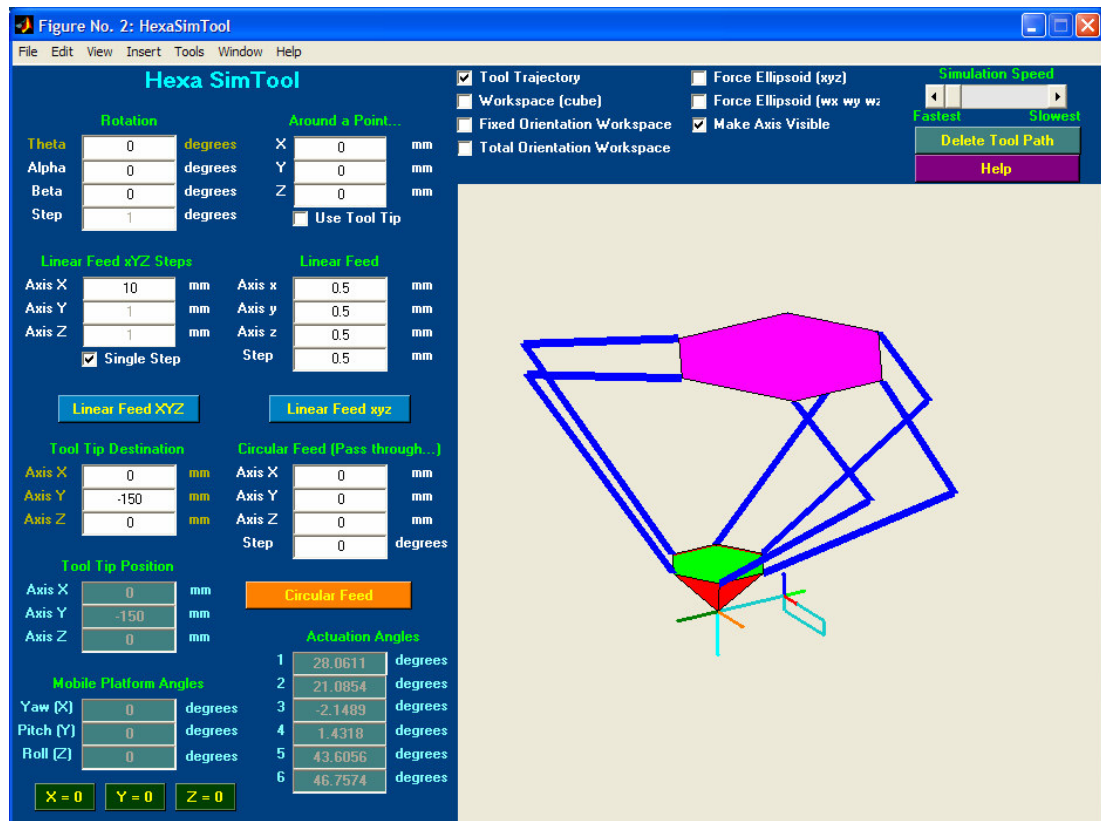 Figure No. 2: HexaSimTool
File Edit View Insert Tools Window Help
Hexa SimTool
Rotation
Theta 0 degrees
Alpha 0 degrees
Beta 0 degrees
Step 1 degrees
Around a Point...
X 0 mm
Y 0 mm
Z 0 mm
Use Tool Tip
Linear Feed xYZ Steps
Axis X 10 mm
Axis Y 1 mm
Axis Z 1 mm
Single Step
Linear Feed XYZ
Linear Feed
Axis x 0.5 mm
Axis y 0.5 mm
Axis z 0.5 mm
Step 0.5 mm
Linear Feed xyz
Tool Tip Destination
Axis X 0 mm
Axis Y -150 mm
Axis Z 0 mm
Circular Feed (Pass through...)
Axis X 0 mm
Axis Y 0 mm
Axis Z 0 mm
Step 0 degrees
Circular Feed
Tool Tip Position
Axis X 0 mm
Axis Y -150 mm
Axis Z 0 mm
Mobile Platform Angles
Yaw (X) 0 degrees
Pitch (Y) 0 degrees
Roll (Z) 0 degrees
X = 0 Y = 0 Z = 0
Actuation Angles
1 28.0611 degrees
2 21.0854 degrees
3 -2.1489 degrees
4 1.4318 degrees
5 43.6056 degrees
6 46.7574 degrees
Tool Trajectory
Workspace (cube)
Fixed Orientation Workspace
Total Orientation Workspace
Force Ellipsoid (xyz)
Force Ellipsoid (wx wy wz
Make Axis Visible
Simulation Speed
Fastest Slowest
Delete Tool Path
Help